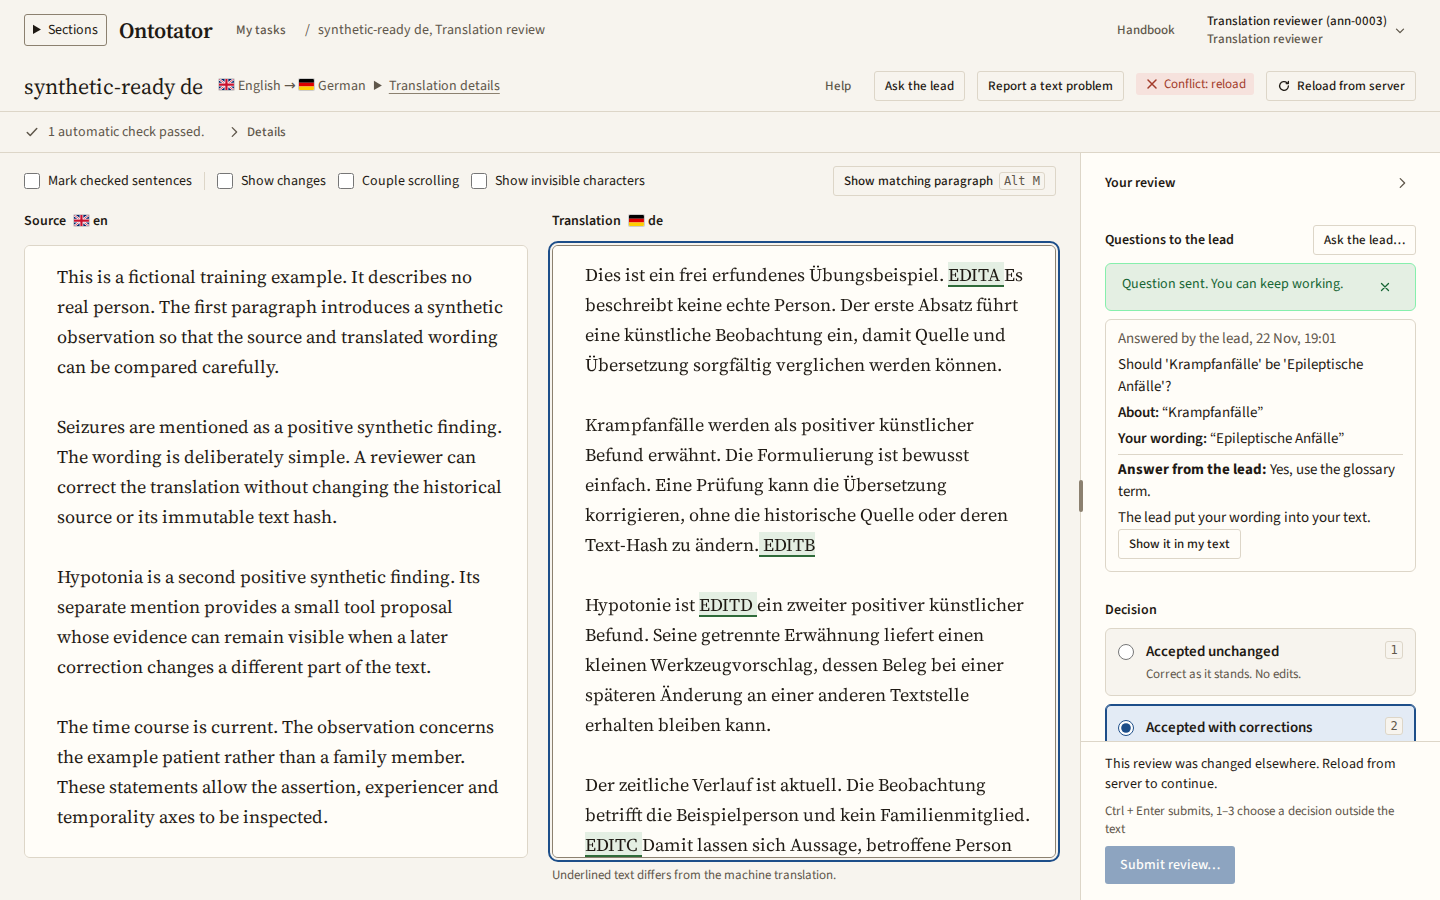 Sections
Ontotator
My tasks / synthetic-ready de, Translation review
Handbook
Translation reviewer (ann-0003)
Translation reviewer
synthetic-ready de
English → German
Translation details
Help
Ask the lead
Report a text problem
Conflict: reload
Reload from server
1 automatic check passed.
Details
Mark checked sentences
Show changes
Couple scrolling
Show invisible characters
Show matching paragraph Alt M
Source en
This is a fictional training example. It describes no
real person. The first paragraph introduces a synthetic
observation so that the source and translated wording
can be compared carefully.
Seizures are mentioned as a positive synthetic finding.
The wording is deliberately simple. A reviewer can
correct the translation without changing the historical
source or its immutable text hash.
Hypotonia is a second positive synthetic finding. Its
separate mention provides a small tool proposal
whose evidence can remain visible when a later
correction changes a different part of the text.
The time course is current. The observation concerns
the example patient rather than a family member.
These statements allow the assertion, experiencer and
temporality axes to be inspected.
Translation de
Dies ist ein frei erfundenes Übungsbeispiel. EDITA Es
beschreibt keine echte Person. Der erste Absatz führt
eine künstliche Beobachtung ein, damit Quelle und
Übersetzung sorgfältig verglichen werden können.
Krampfanfälle werden als positiver künstlicher
Befund erwähnt. Die Formulierung ist bewusst
einfach. Eine Prüfung kann die Übersetzung
korrigieren, ohne die historische Quelle oder deren
Text-Hash zu ändern. EDITB
Hypotonie ist EDITD ein zweiter positiver künstlicher
Befund. Seine getrennte Erwähnung liefert einen
kleinen Werkzeugvorschlag, dessen Beleg bei einer
späteren Änderung an einer anderen Textstelle
erhalten bleiben kann.
Der zeitliche Verlauf ist aktuell. Die Beobachtung
betrifft die Beispielperson und kein Familienmitglied.
EDITC Damit lassen sich Aussage, betroffene Person
Underlined text differs from the machine translation.
Your review
Questions to the lead
Ask the lead…
Question sent. You can keep working.
Answered by the lead, 22 Nov, 19:01
Should 'Krampfanfälle' be 'Epileptische
Anfälle'?
About: “Krampfanfälle”
Your wording: “Epileptische Anfälle”
Answer from the lead: Yes, use the glossary
term.
The lead put your wording into your text.
Show it in my text
Decision
Accepted unchanged 1
Correct as it stands. No edits.
Accepted with corrections 2
This review was changed elsewhere. Reload from
server to continue.
Ctrl + Enter submits, 1–3 choose a decision outside the
text
Submit review…